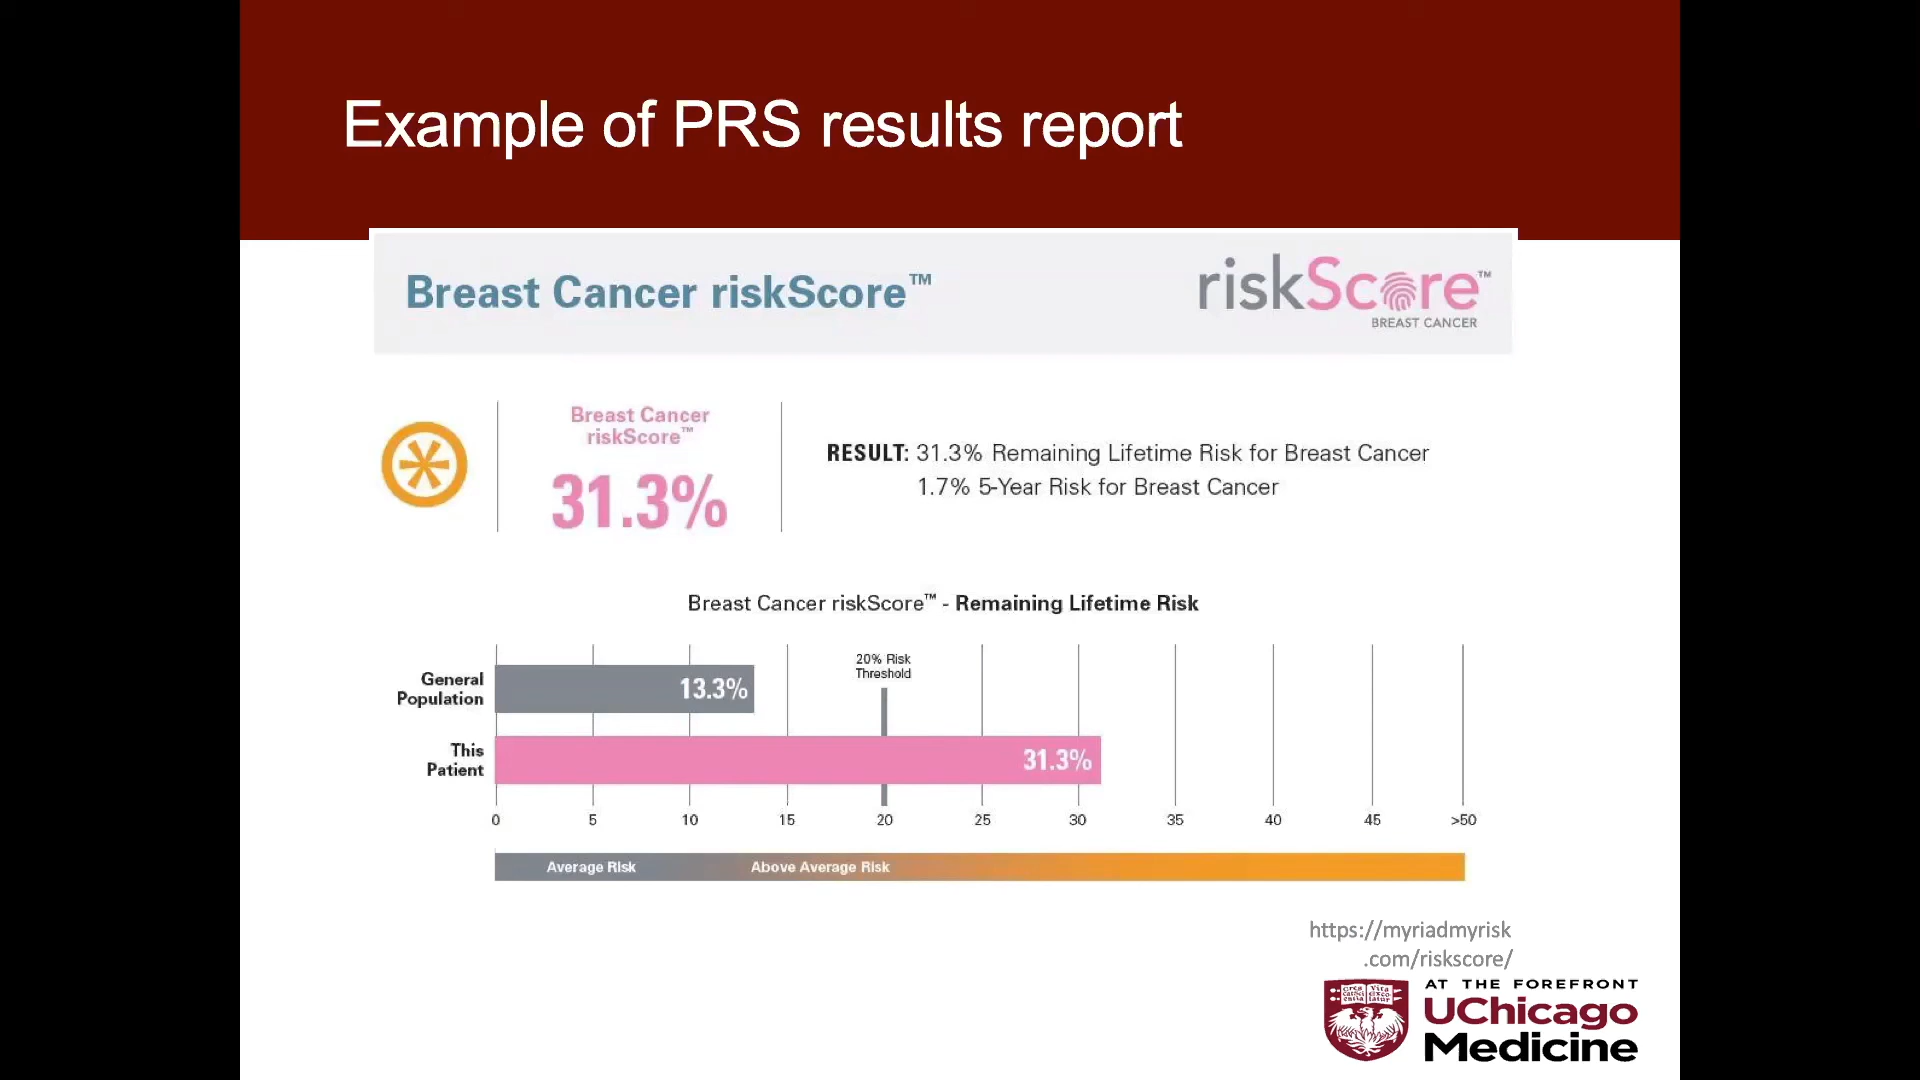 Example of PRS results report
Breast Cancer riskScore™
riskScore™
BREAST CANCER
Breast Cancer
riskScore™
31.3%
RESULT: 31.3% Remaining Lifetime Risk for Breast Cancer
1.7% 5-Year Risk for Breast Cancer
Breast Cancer riskScore™ - Remaining Lifetime Risk
20% Risk
Threshold
General
Population
13.3%
This
Patient
31.3%
0 5 10 15 20 25 30 35 40 45 >50
Average Risk Above Average Risk
https://myriadmyrisk
.com/riskscore/
AT THE FOREFRONT
UChicago
Medicine